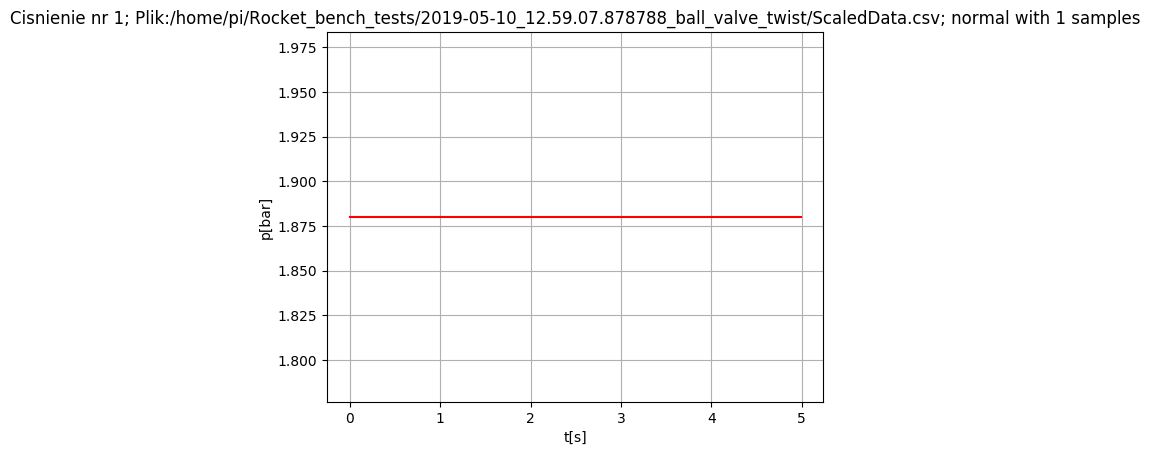 Cisnienie nr 1; Plik:/home/pi/Rocket_bench_tests/2019-05-10_12.59.07.878788_ball_valve_twist/ScaledData.csv; normal with 1 samples
1.975
1.950
1.925
1.900
1.875
1.850
1.825
1.800
p[bar]
0 1 2 3 4 5
t[s]